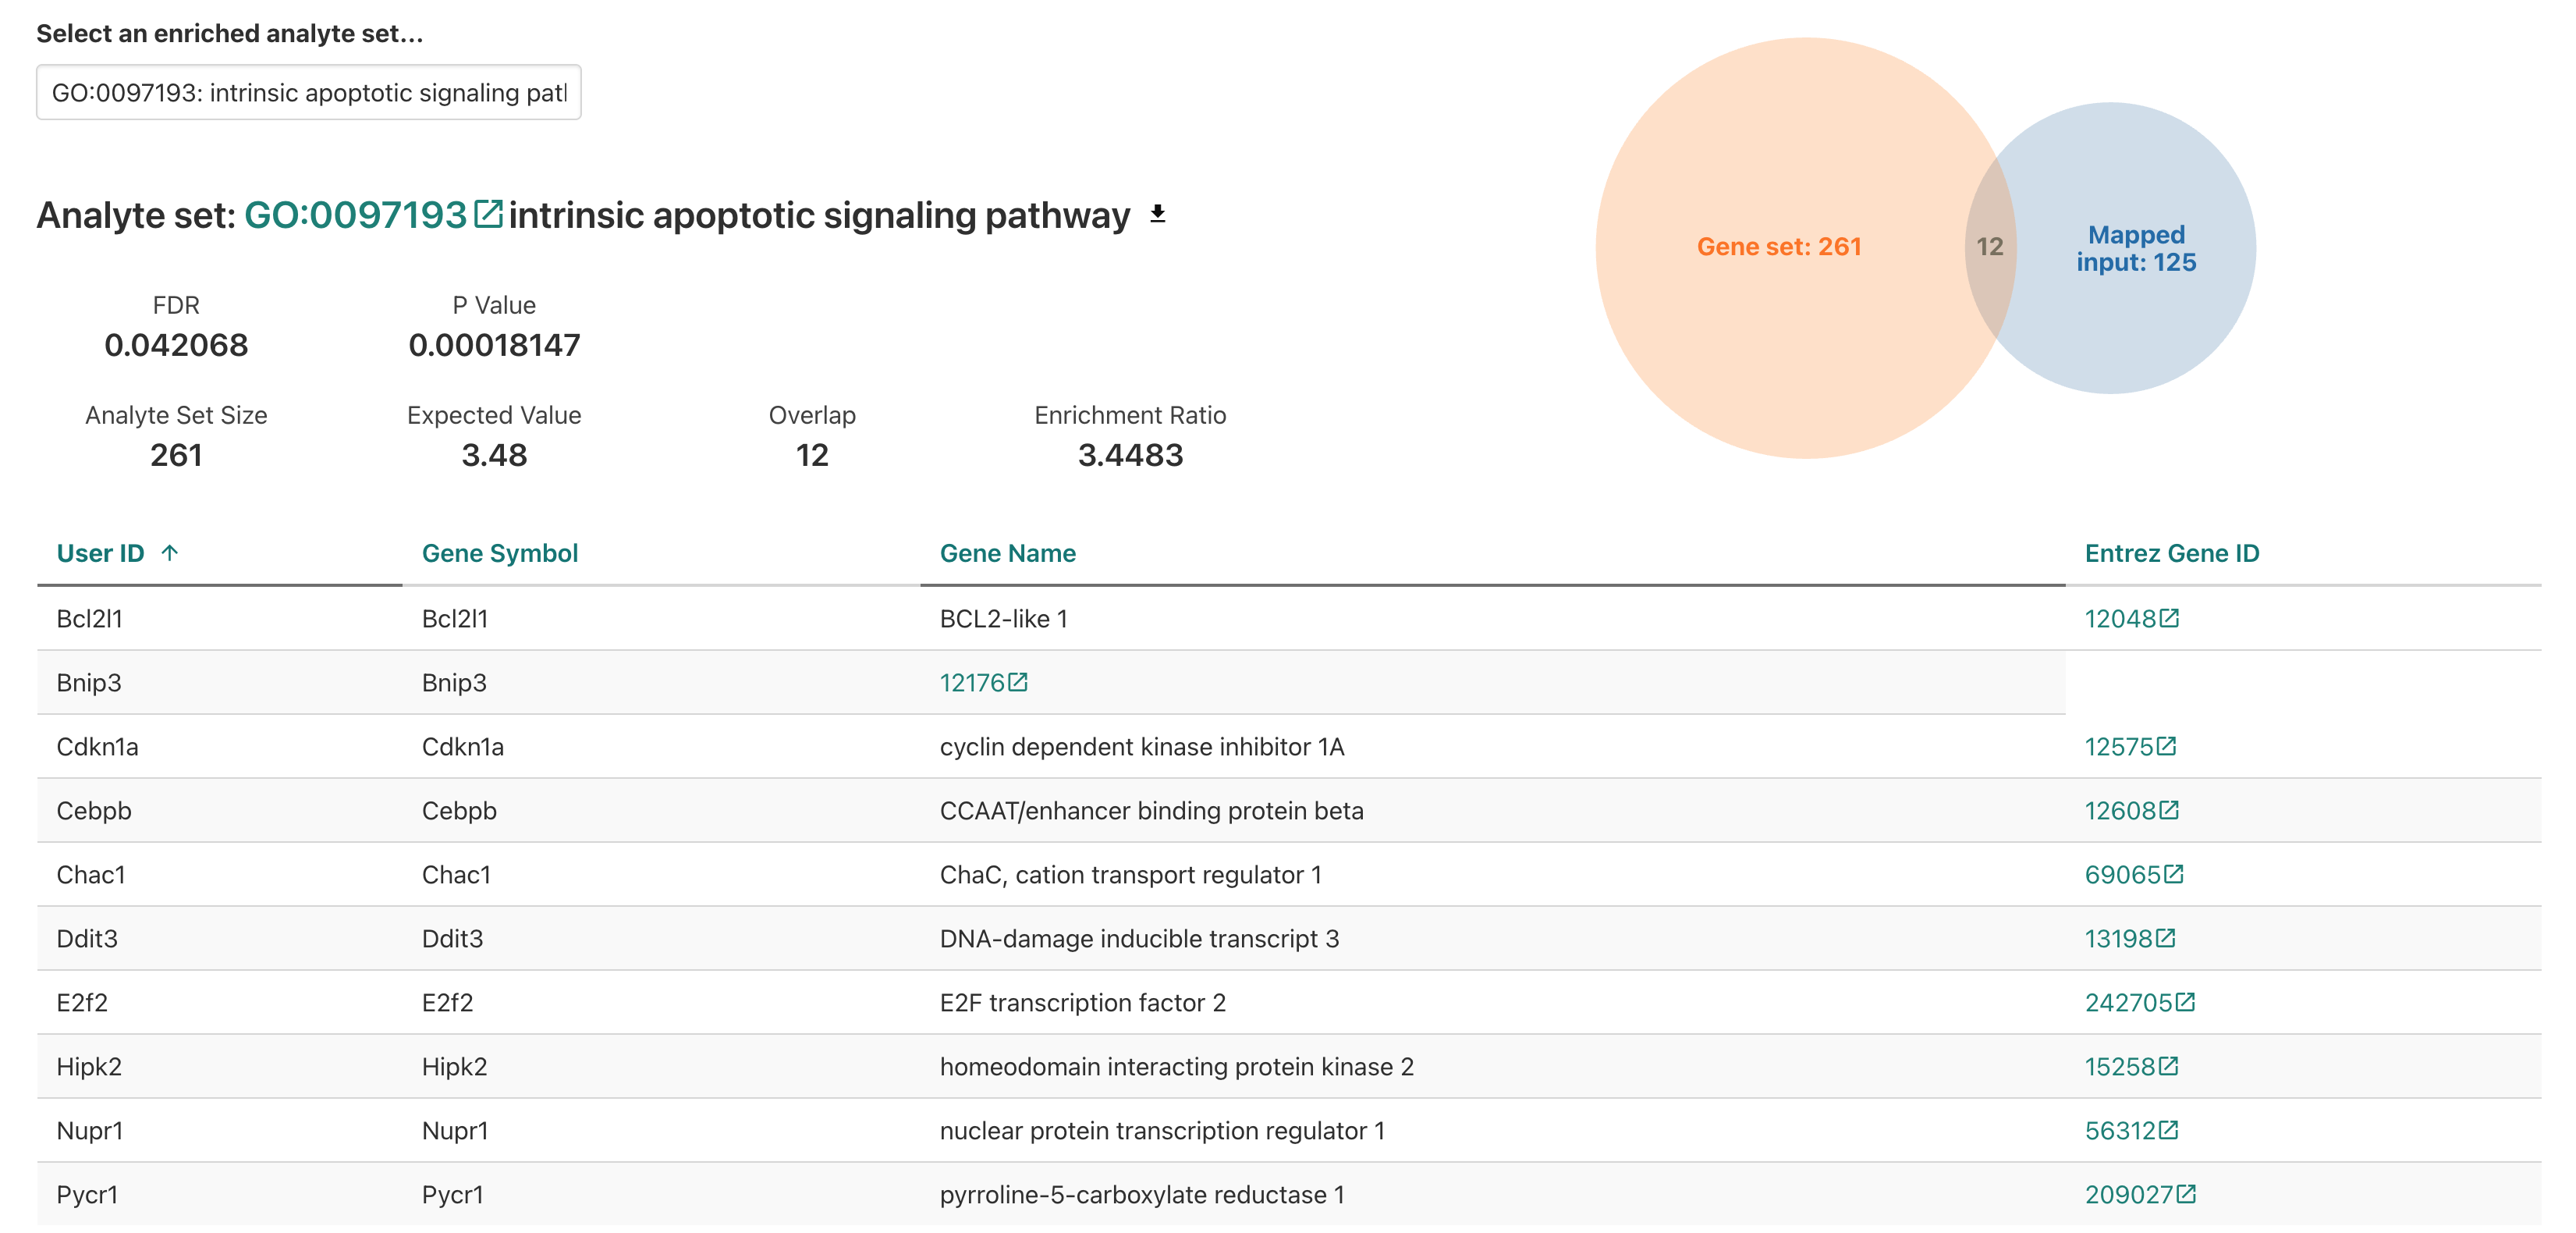 Select an enriched analyte set...
GO:0097193: intrinsic apoptotic signaling pat
Analyte set: GO:0097193 intrinsic apoptotic signaling pathway
FDR
0.042068
P Value
0.00018147
Analyte Set Size
261
Expected Value
3.48
Overlap
12
Enrichment Ratio
3.4483
Gene set: 261
12
Mapped
input: 125
User ID Gene Symbol Gene Name Entrez Gene ID
Bcl2l1 Bcl2l1 BCL2-like 1 12048
Bnip3 Bnip3 12176
Cdkn1a Cdkn1a cyclin dependent kinase inhibitor 1A 12575
Cebpb Cebpb CCAAT/enhancer binding protein beta 12608
Chac1 Chac1 ChaC, cation transport regulator 1 69065
Ddit3 Ddit3 DNA-damage inducible transcript 3 13198
E2f2 E2f2 E2F transcription factor 2 242705
Hipk2 Hipk2 homeodomain interacting protein kinase 2 15258
Nupr1 Nupr1 nuclear protein transcription regulator 1 56312
Pycr1 Pycr1 pyrroline-5-carboxylate reductase 1 209027